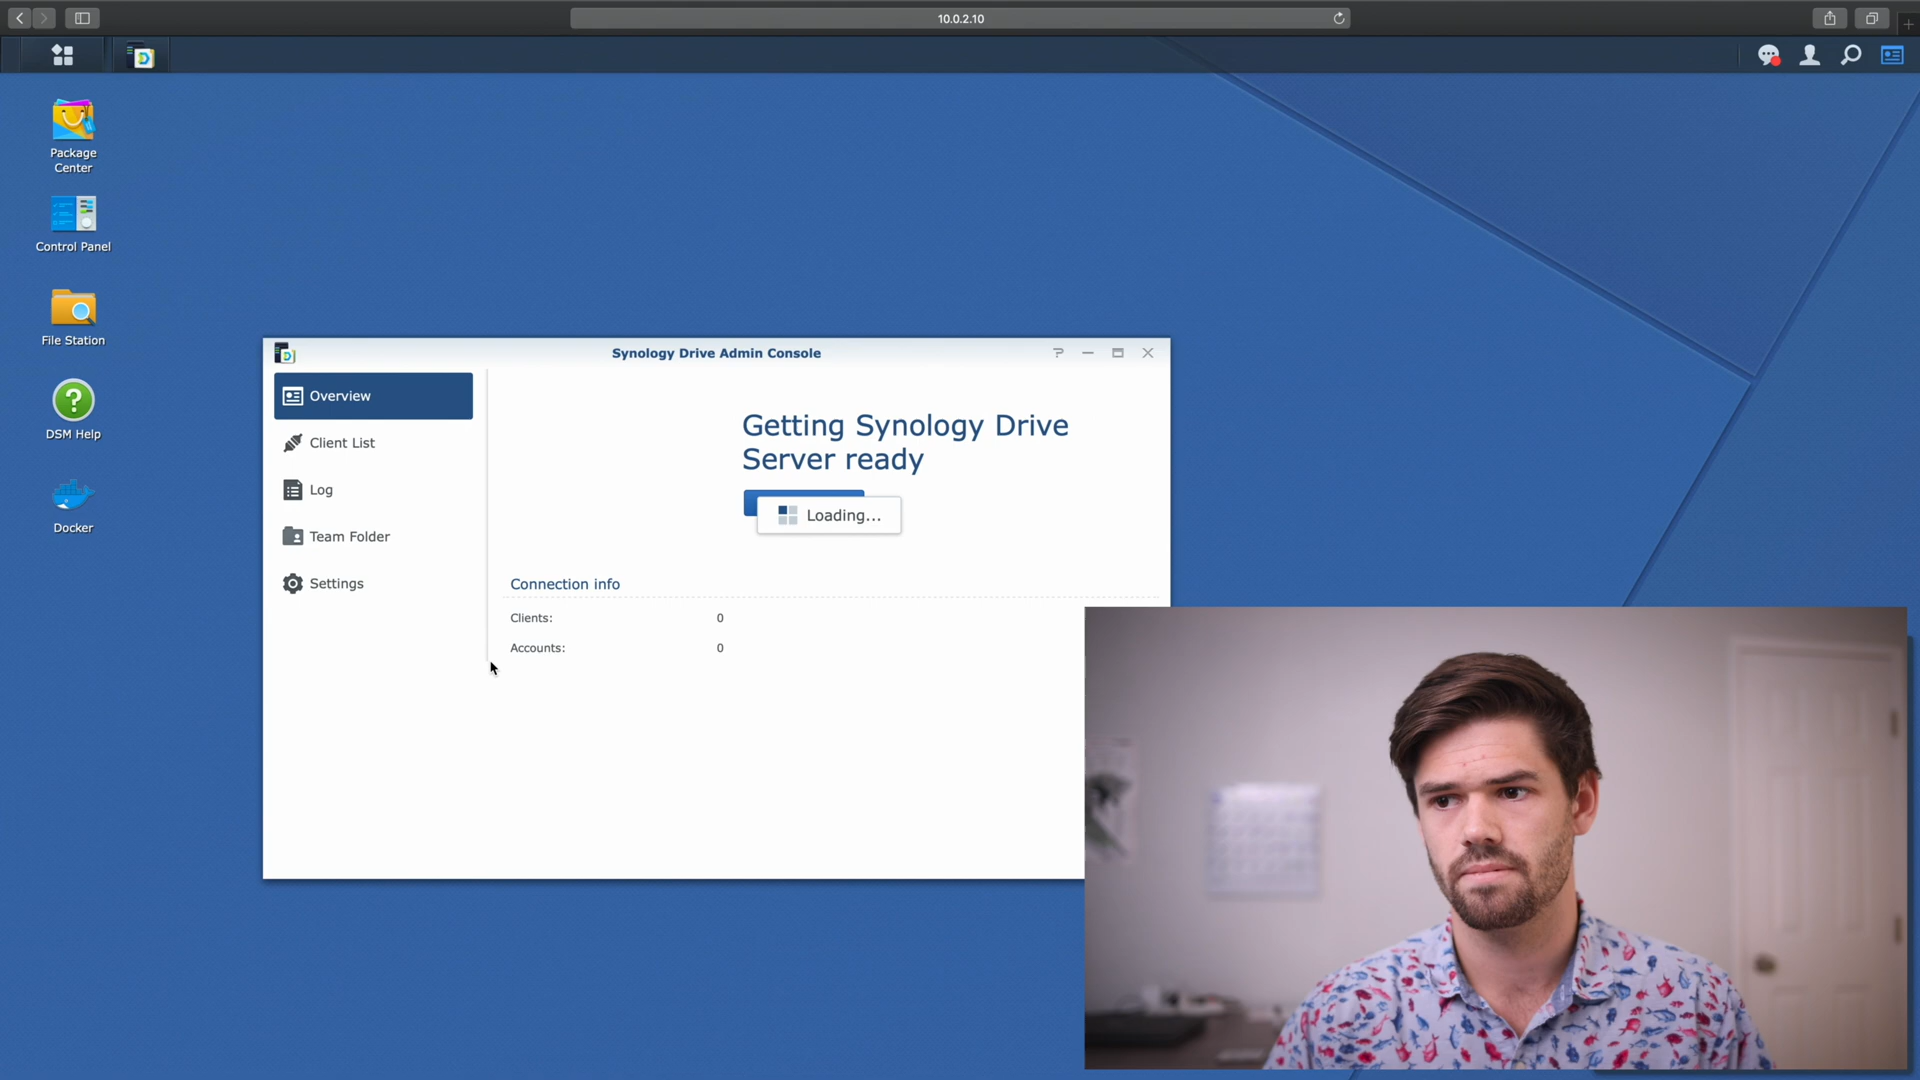 10.0.2.10
Package
Center
Control Panel
File Station
DSM Help
Docker
Synology Drive Admin Console
Overview
Client List
Log
Team Folder
Settings
Getting Synology Drive
Server ready
Loading...
Connection info
Clients: 0
Accounts: 0